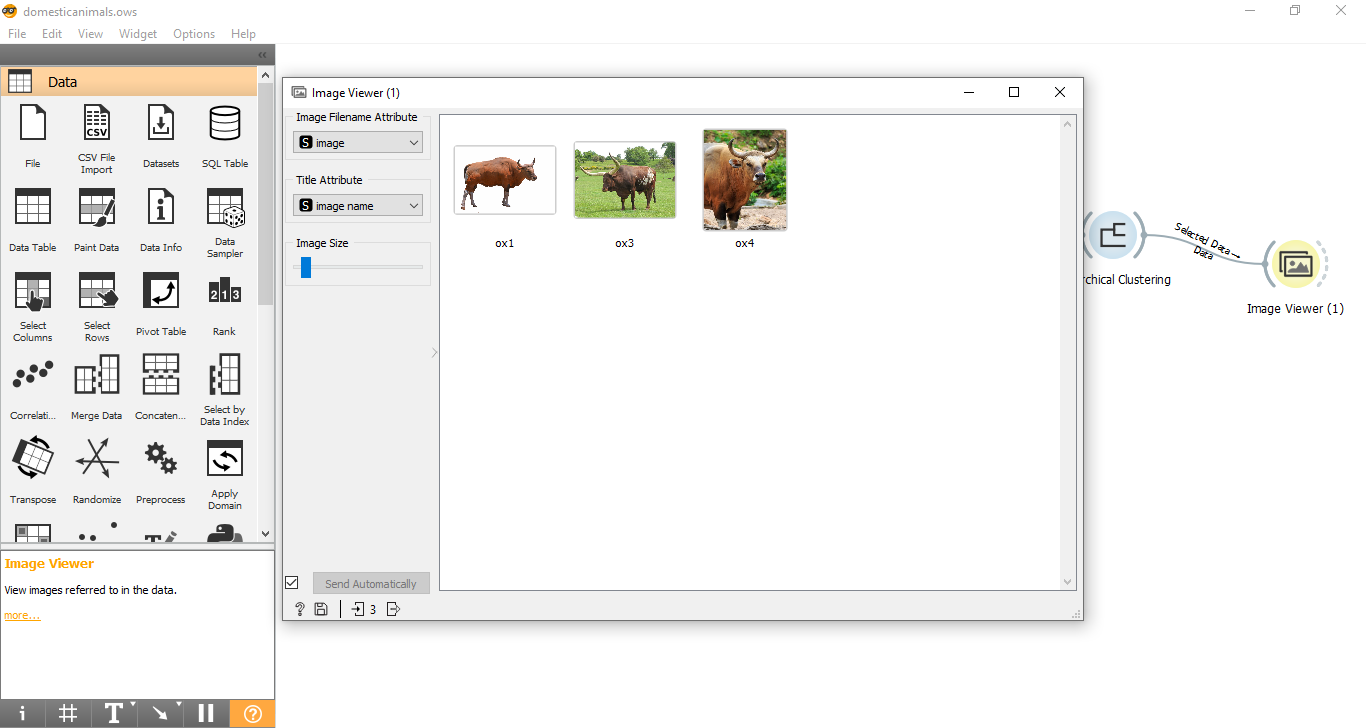 domesticanimals.ows
File Edit View Widget Options Help
Data
File
CSV
CSV File
Import
Datasets
SQL Table
Data Table
Paint Data
Data Info
Data
Sampler
Select
Columns
Select
Rows
Pivot Table
2 1 3
Rank
Correlati...
Merge Data
Concaten...
Select by
Data Index
Transpose
Randomize
Preprocess
Apply
Domain
Image Viewer
View images referred to in the data.
more...
Image Viewer (1)
Image Filename Attribute
S image
Title Attribute
S image name
Image Size
Send Automatically
? 3
ox1
ox3
ox4
rchical Clustering
Selected Data →
Data
Image Viewer (1)
i # T ?